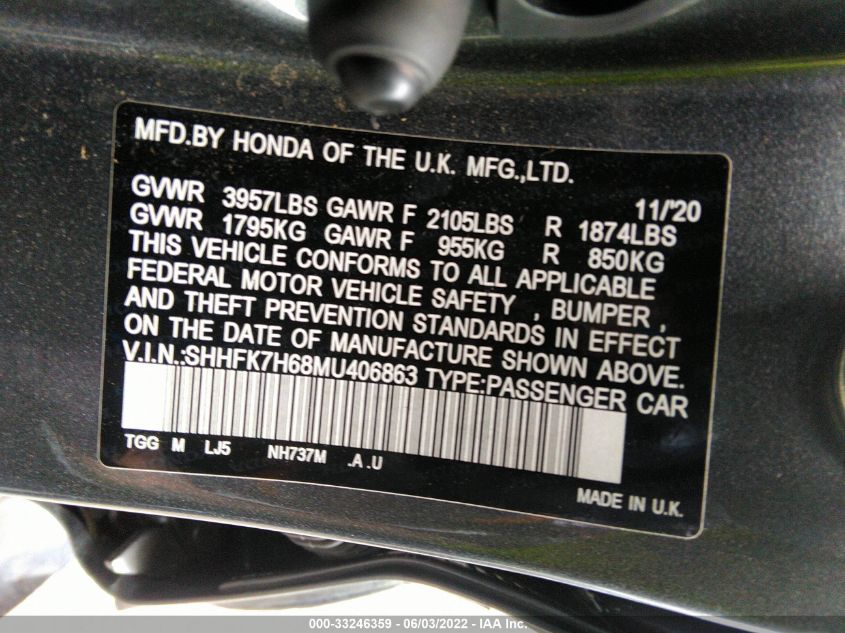 MFD.BY HONDA OF THE U.K. MFG.,LTD.
11/'20
GVWR 3957LBS GAWR F 2105LBS R 1874LBS
GVWR 1795KG GAWR F 955KG R 850KG
THIS VEHICLE CONFORMS TO ALL APPLICABLE
FEDERAL MOTOR VEHICLE SAFETY , BUMPER ,
AND THEFT PREVENTION STANDARDS IN EFFECT
ON THE DATE OF MANUFACTURE SHOWN ABOVE.
V.I.N.:SHHFK7H68MU406863 TYPE:PASSENGER CAR
TGG M LJ5 NH737M .A .U
MADE IN U.K.
000-33246359 - 06/03/2022 - IAA Inc.